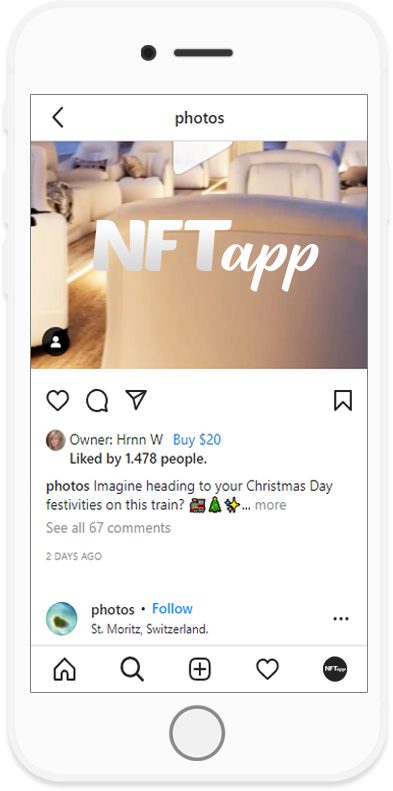 photos
NFTapp
Owner: Hrnn W Buy $20
Liked by 1.478 people.
photos Imagine heading to your Christmas Day
festivities on this train? 🚂🎄✨... more
See all 67 comments
2 DAYS AGO
photos • Follow
St. Moritz, Switzerland.
NFTapp